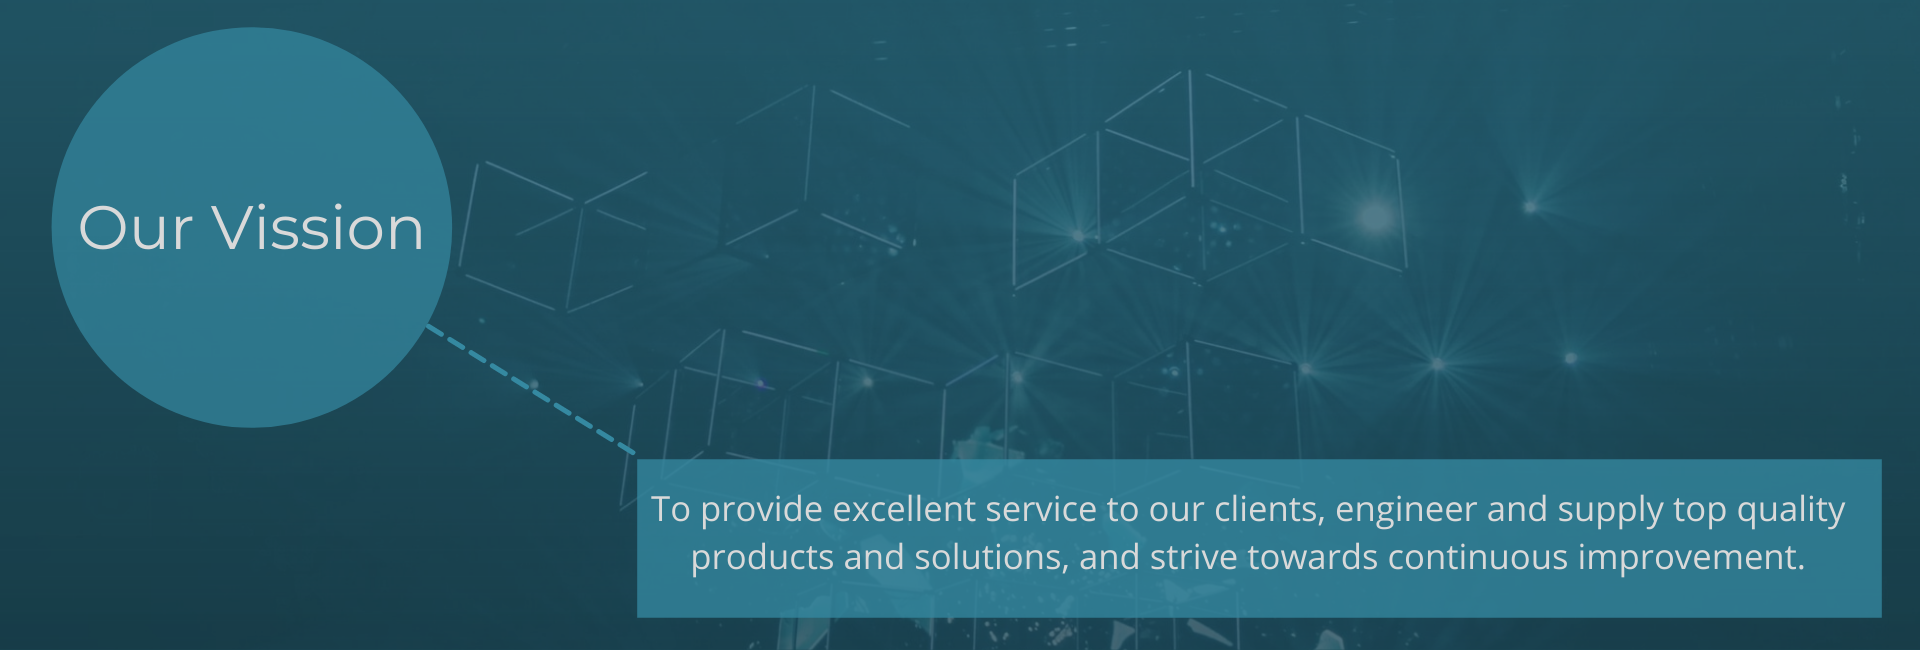 Our Vission
To provide excellent service to our clients, engineer and supply top quality
products and solutions, and strive towards continuous improvement.